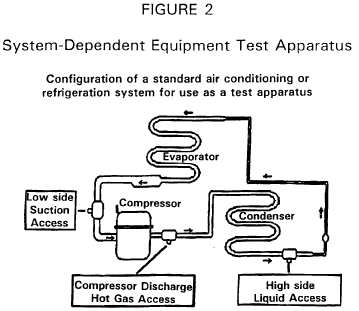 FIGURE 2
System-Dependent Equipment Test Apparatus
Configuration of a standard air conditioning or
refrigeration system for use as a test apparatus
Evaporator
Low side
Suction
Access
Compressor
Condenser
Compressor Discharge
Hot Gas Access
High side
Liquid Access